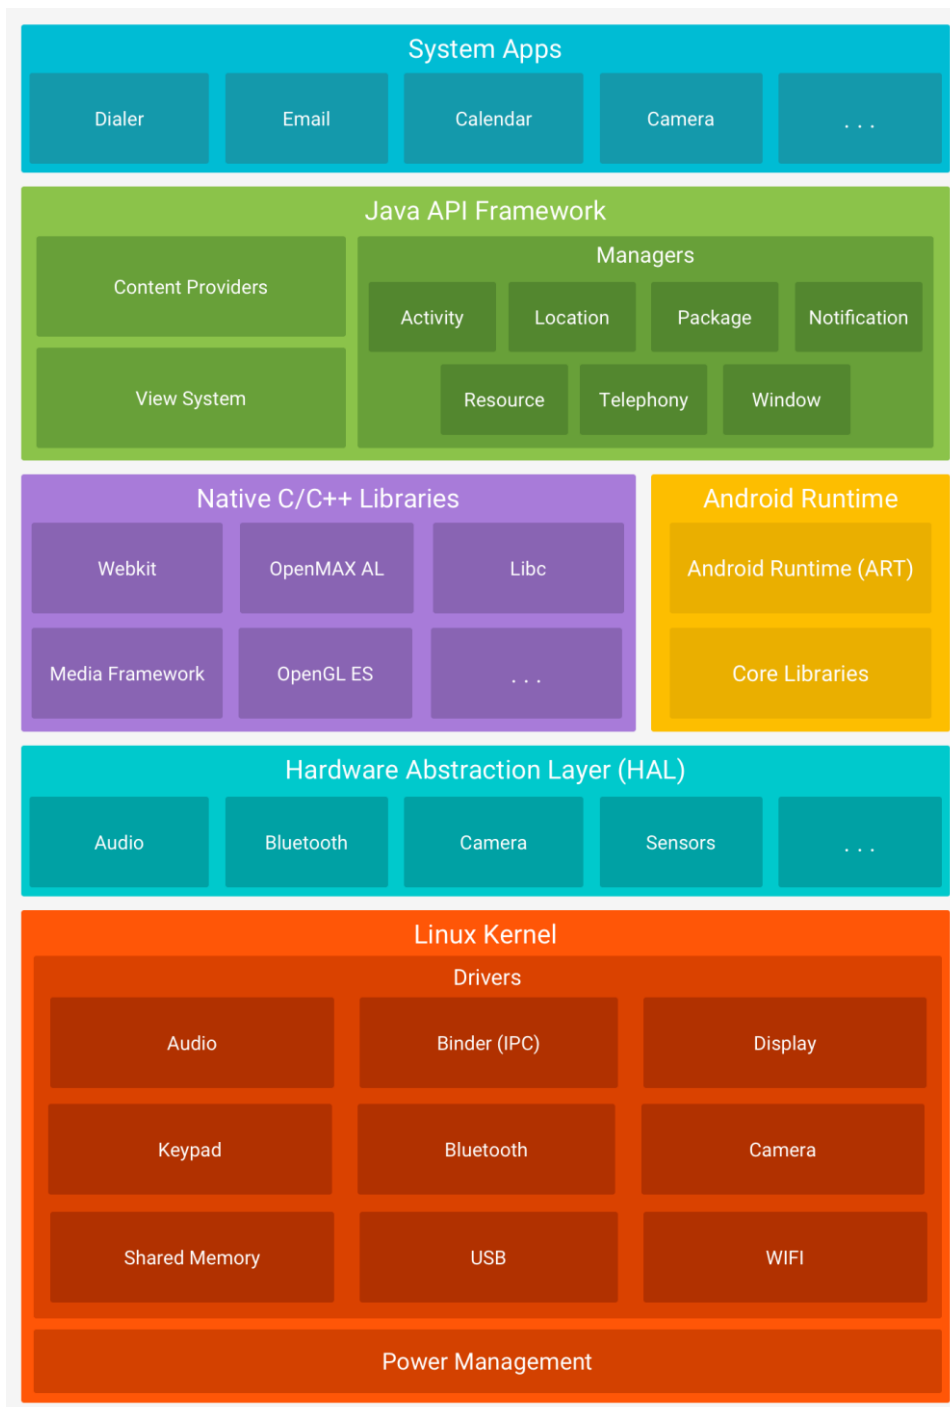 System Apps
Dialer
Email
Calendar
Camera
. . .
Java API Framework
Content Providers
View System
Managers
Activity
Location
Package
Notification
Resource
Telephony
Window
Native C/C++ Libraries
Webkit
OpenMAX AL
Libc
Media Framework
OpenGL ES
. . .
Android Runtime
Android Runtime (ART)
Core Libraries
Hardware Abstraction Layer (HAL)
Audio
Bluetooth
Camera
Sensors
. . .
Linux Kernel
Drivers
Audio
Binder (IPC)
Display
Keypad
Bluetooth
Camera
Shared Memory
USB
WIFI
Power Management